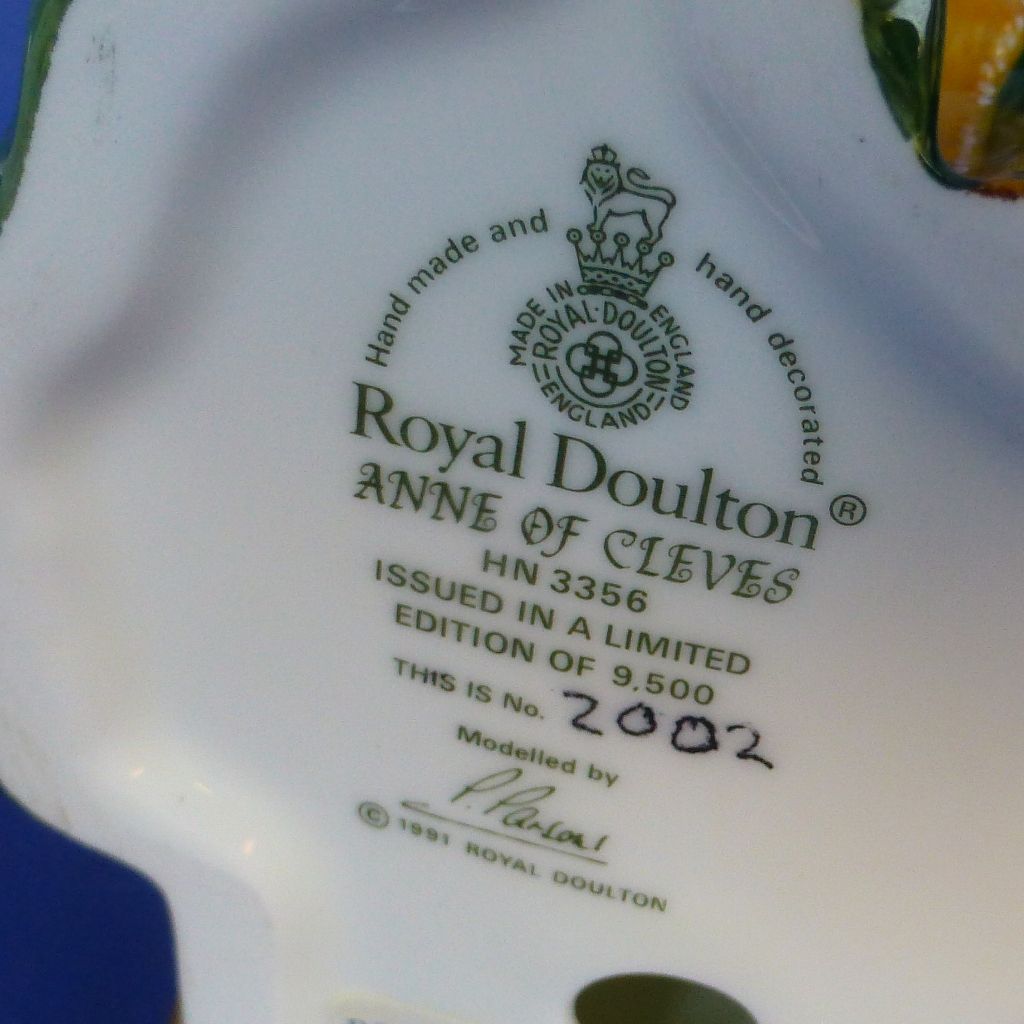 Hand made and hand decorated
MADE IN ENGLAND
ROYAL·DOULTON
ENGLAND
Royal Doulton®
ANNE OF CLEVES
HN 3356
ISSUED IN A LIMITED
EDITION OF 9,500
THIS IS No. 2002
Modelled by
P. Parsons
© 1991 ROYAL DOULTON